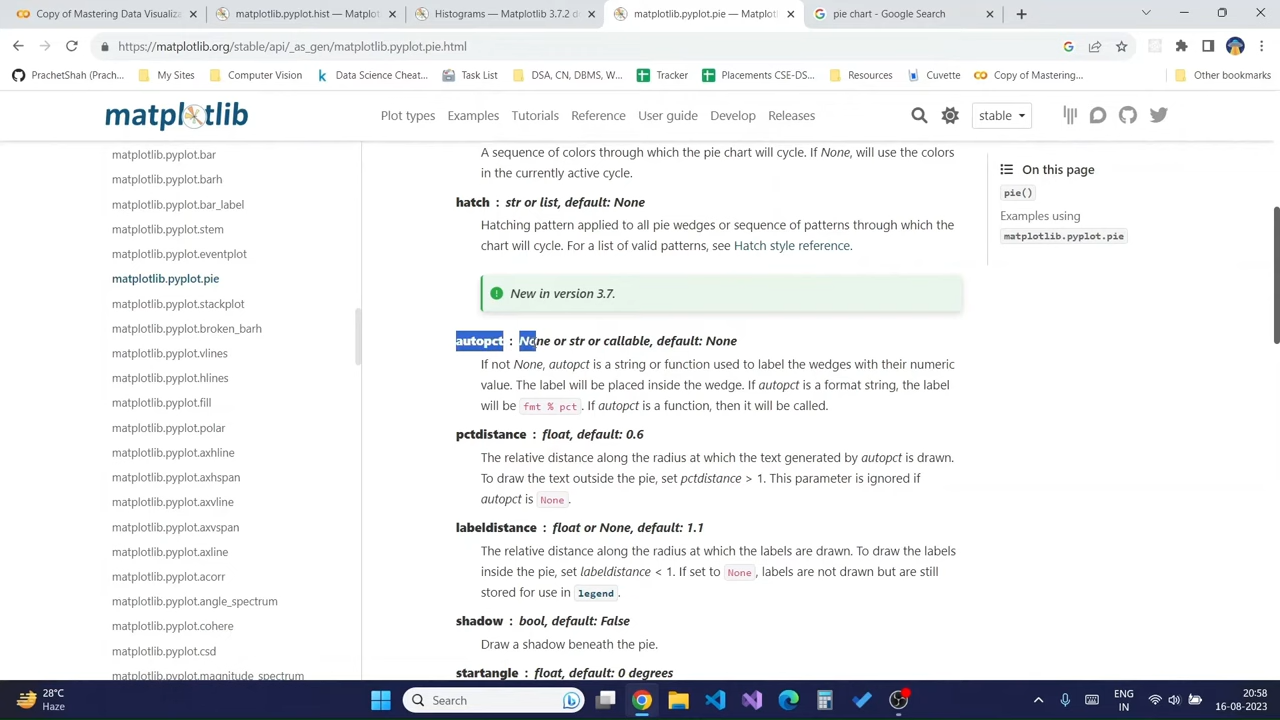 Copy of Mastering Data Visualiza
matplotlib.pyplot.hist — Matplotl
Histograms — Matplotlib 3.7.2 d
matplotlib.pyplot.pie — Matplotl
pie chart - Google Search
https://matplotlib.org/stable/api/_as_gen/matplotlib.pyplot.pie.html
PrachetShah (Prach...
My Sites
Computer Vision
Data Science Cheat...
Task List
DSA, CN, DBMS, W...
Tracker
Placements CSE-DS...
Resources
Cuvette
Copy of Mastering...
Other bookmarks
matplotlib
Plot types
Examples
Tutorials
Reference
User guide
Develop
Releases
stable
matplotlib.pyplot.bar
matplotlib.pyplot.barh
matplotlib.pyplot.bar_label
matplotlib.pyplot.stem
matplotlib.pyplot.eventplot
matplotlib.pyplot.pie
matplotlib.pyplot.stackplot
matplotlib.pyplot.broken_barh
matplotlib.pyplot.vlines
matplotlib.pyplot.hlines
matplotlib.pyplot.fill
matplotlib.pyplot.polar
matplotlib.pyplot.axhline
matplotlib.pyplot.axhspan
matplotlib.pyplot.axvline
matplotlib.pyplot.axvspan
matplotlib.pyplot.axline
matplotlib.pyplot.acorr
matplotlib.pyplot.angle_spectrum
matplotlib.pyplot.cohere
matplotlib.pyplot.csd
matplotlib.pyplot.magnitude_spectrum
A sequence of colors through which the pie chart will cycle. If None, will use the colors
in the currently active cycle.
hatch : str or list, default: None
Hatching pattern applied to all pie wedges or sequence of patterns through which the
chart will cycle. For a list of valid patterns, see Hatch style reference.
New in version 3.7.
autopct : None or str or callable, default: None
If not None, autopct is a string or function used to label the wedges with their numeric
value. The label will be placed inside the wedge. If autopct is a format string, the label
will be fmt % pct. If autopct is a function, then it will be called.
pctdistance : float, default: 0.6
The relative distance along the radius at which the text generated by autopct is drawn.
To draw the text outside the pie, set pctdistance > 1. This parameter is ignored if
autopct is None.
labeldistance : float or None, default: 1.1
The relative distance along the radius at which the labels are drawn. To draw the labels
inside the pie, set labeldistance < 1. If set to None, labels are not drawn but are still
stored for use in legend.
shadow : bool, default: False
Draw a shadow beneath the pie.
startangle : float, default: 0 degrees
On this page
pie()
Examples using
matplotlib.pyplot.pie
28°C
Haze
Search
ENG
IN
20:58
16-08-2023